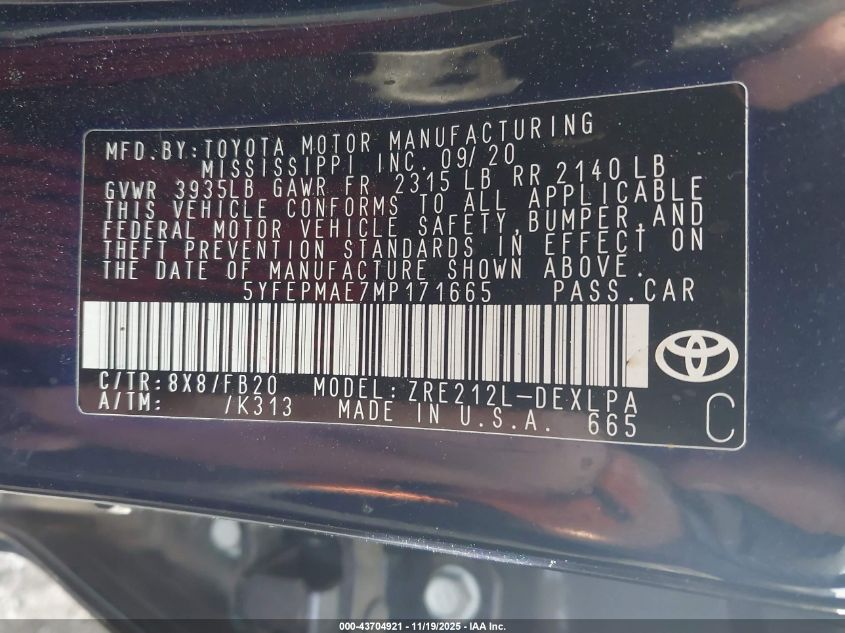 MFD.BY:TOYOTA MOTOR MANUFACTURING
MISSISSIPPI INC. 09/20
GVWR 3935LB GAWR FR 2315 LB RR 2140LB
THIS VEHICLE CONFORMS TO ALL APPLICABLE
FEDERAL MOTOR VEHICLE SAFETY,BUMPER,AND
THEFT PREVENTION STANDARDS IN EFFECT ON
THE DATE OF MANUFACTURE SHOWN ABOVE.
5YFEPMAE7MP171665 PASS.CAR
C/TR:8X8/FB20 MODEL:ZRE212L-DEXLPA
A/TM: /K313 MADE IN U.S.A. 665
C
000-43704921 - 11/19/2025 - IAA Inc.